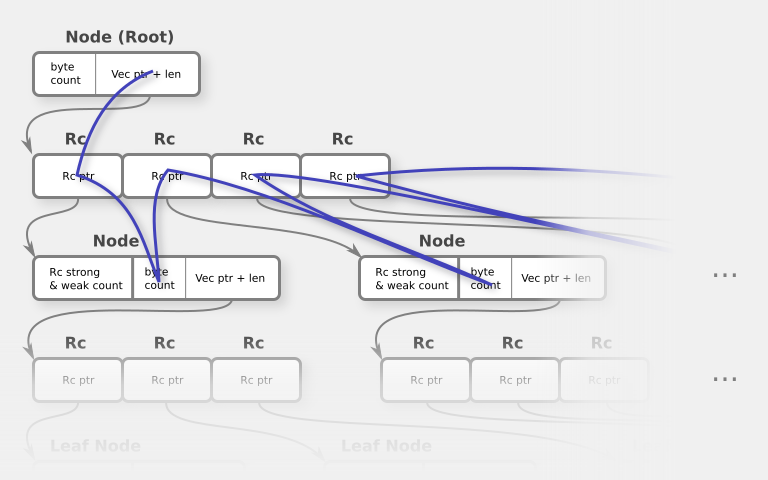 Node (Root)
byte
count
Vec ptr + len
Rc Rc Rc Rc
Rc ptr Rc ptr Rc ptr Rc ptr
Node Node
Rc strong
& weak count
byte
count
Vec ptr + len
Rc strong
& weak count
byte
count
Vec ptr + len
...
Rc Rc Rc Rc Rc Rc
Rc ptr Rc ptr Rc ptr Rc ptr Rc ptr Rc ptr
...
Leaf Node Leaf Node